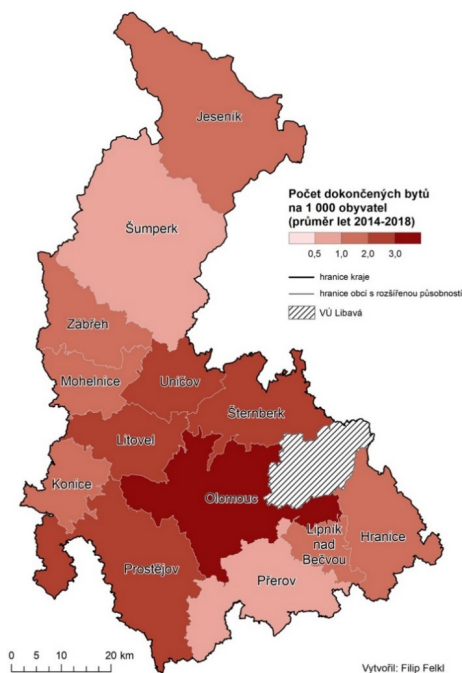 Jeseník
Šumperk
Počet dokončených bytů
na 1 000 obyvatel
(průměr let 2014-2018)
0,5 1,0 2,0 3,0
hranice kraje
hranice obcí s rozšířenou působností
VÚ Libavá
Zábřeh
Mohelnice
Uničov
Šternberk
Litovel
Konice
Olomouc
Lipník
nad
Bečvou
Hranice
Prostějov
Přerov
0 5 10 20 km
Vytvořil: Filip Felkl